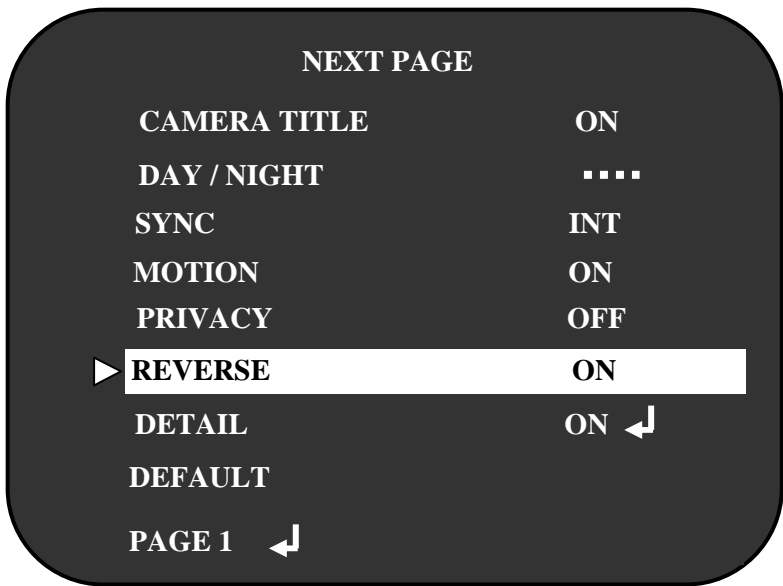 NEXT PAGE
CAMERA TITLE ON
DAY / NIGHT ....
SYNC INT
MOTION ON
PRIVACY OFF
REVERSE ON
DETAIL ON ↵
DEFAULT
PAGE 1 ↵